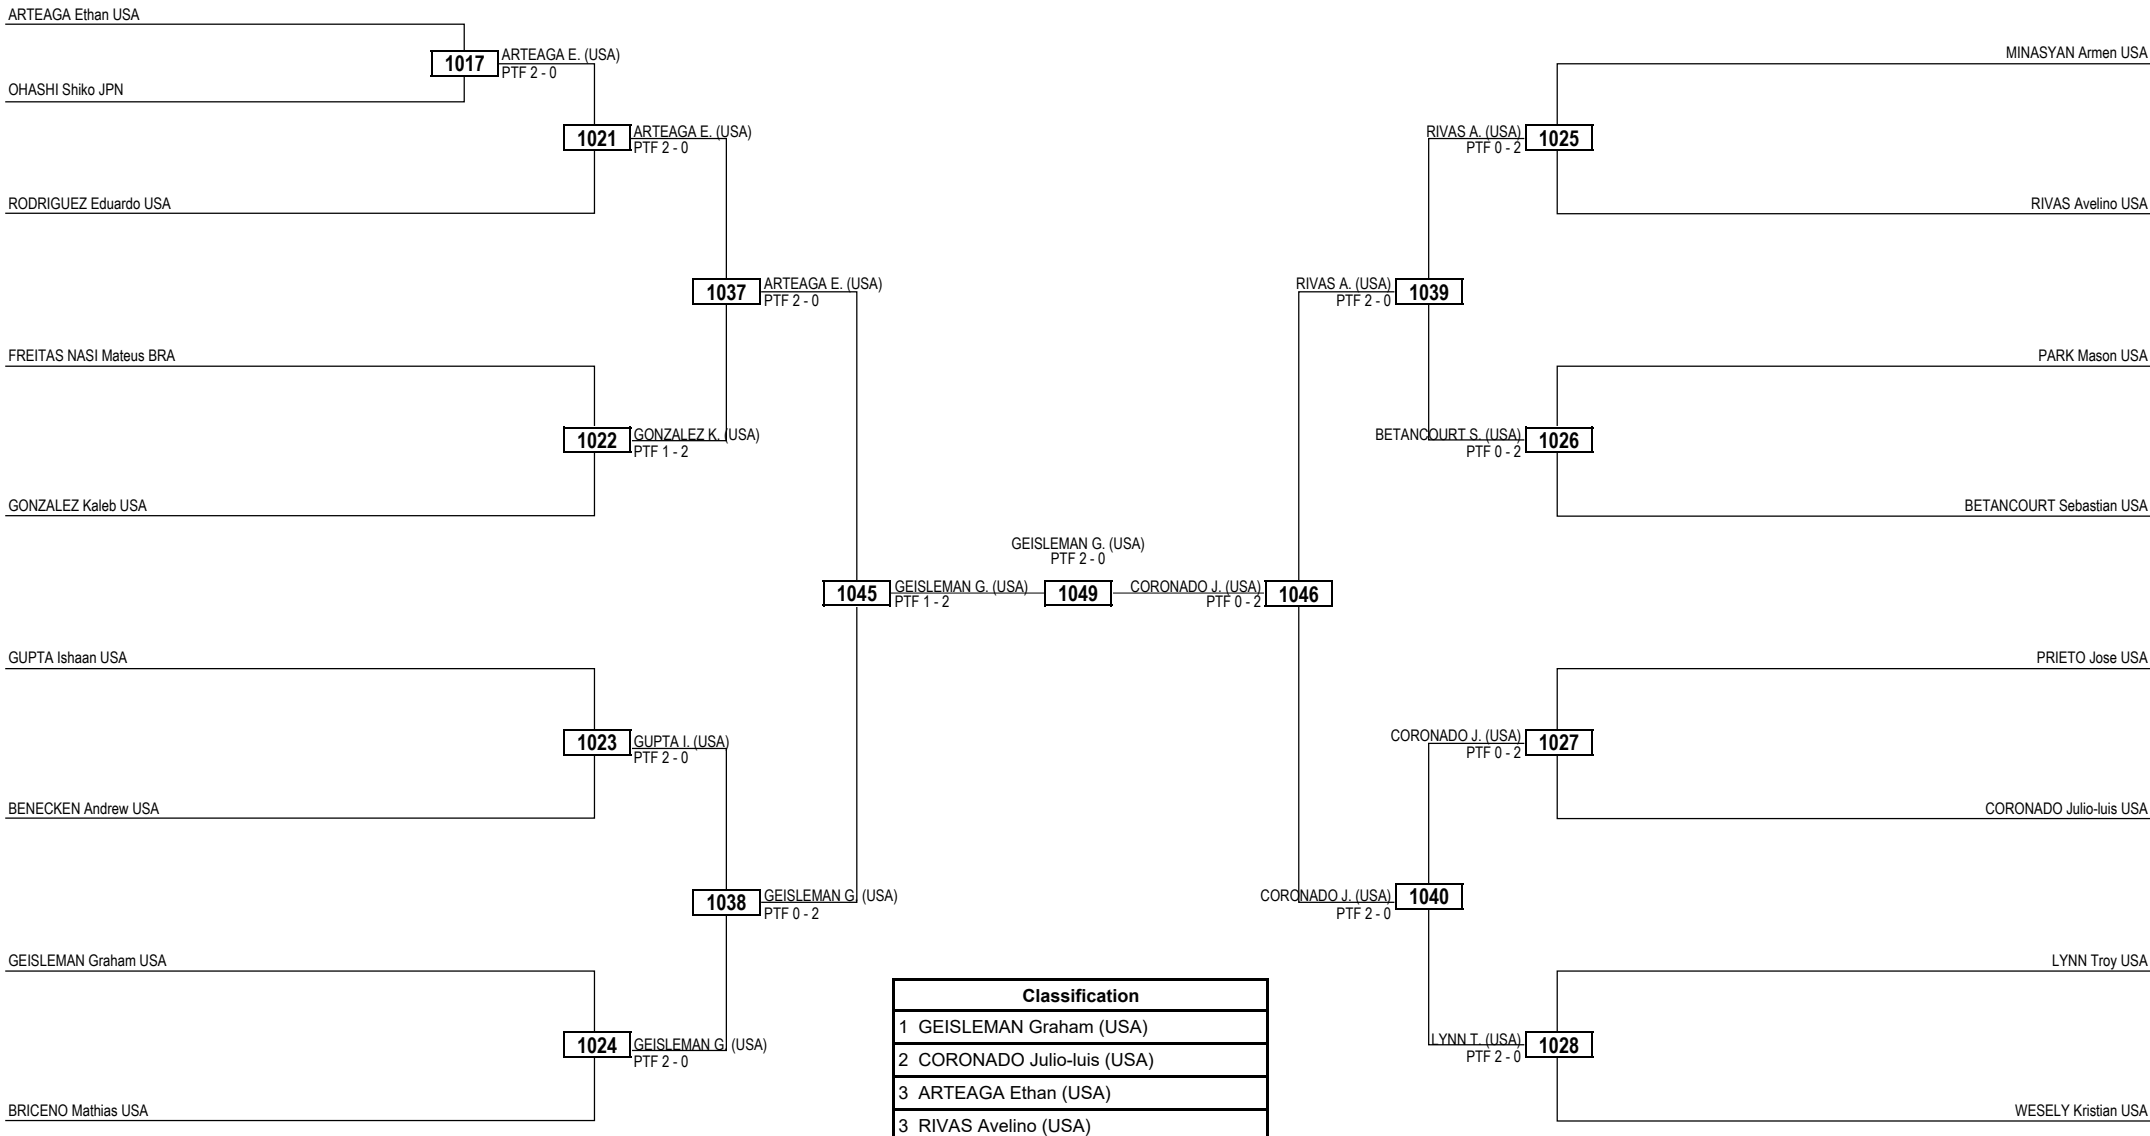 ARTEAGA Ethan USA
1017
ARTEAGA E. (USA)
PTF 2 - 0
OHASHI Shiko JPN
1021
ARTEAGA E. (USA)
PTF 2 - 0
RODRIGUEZ Eduardo USA
1037
ARTEAGA E. (USA)
PTF 2 - 0
FREITAS NASI Mateus BRA
1022
GONZALEZ K. (USA)
PTF 1 - 2
GONZALEZ Kaleb USA
1045
GEISLEMAN G. (USA)
PTF 1 - 2
GUPTA Ishaan USA
1023
GUPTA I. (USA)
PTF 2 - 0
BENECKEN Andrew USA
1038
GEISLEMAN G. (USA)
PTF 0 - 2
GEISLEMAN Graham USA
1024
GEISLEMAN G. (USA)
PTF 2 - 0
BRICENO Mathias USA
GEISLEMAN G. (USA)
PTF 2 - 0
1049
MINASYAN Armen USA
RIVAS A. (USA)
PTF 0 - 2
1025
RIVAS Avelino USA
RIVAS A. (USA)
PTF 2 - 0
1039
PARK Mason USA
BETANCOURT S. (USA)
PTF 0 - 2
1026
BETANCOURT Sebastian USA
CORONADO J. (USA)
PTF 0 - 2
1046
PRIETO Jose USA
CORONADO J. (USA)
PTF 0 - 2
1027
CORONADO Julio-luis USA
CORONADO J. (USA)
PTF 2 - 0
1040
LYNN Troy USA
LYNN T. (USA)
PTF 2 - 0
1028
WESELY Kristian USA
Classification
1 GEISLEMAN Graham (USA)
2 CORONADO Julio-luis (USA)
3 ARTEAGA Ethan (USA)
3 RIVAS Avelino (USA)